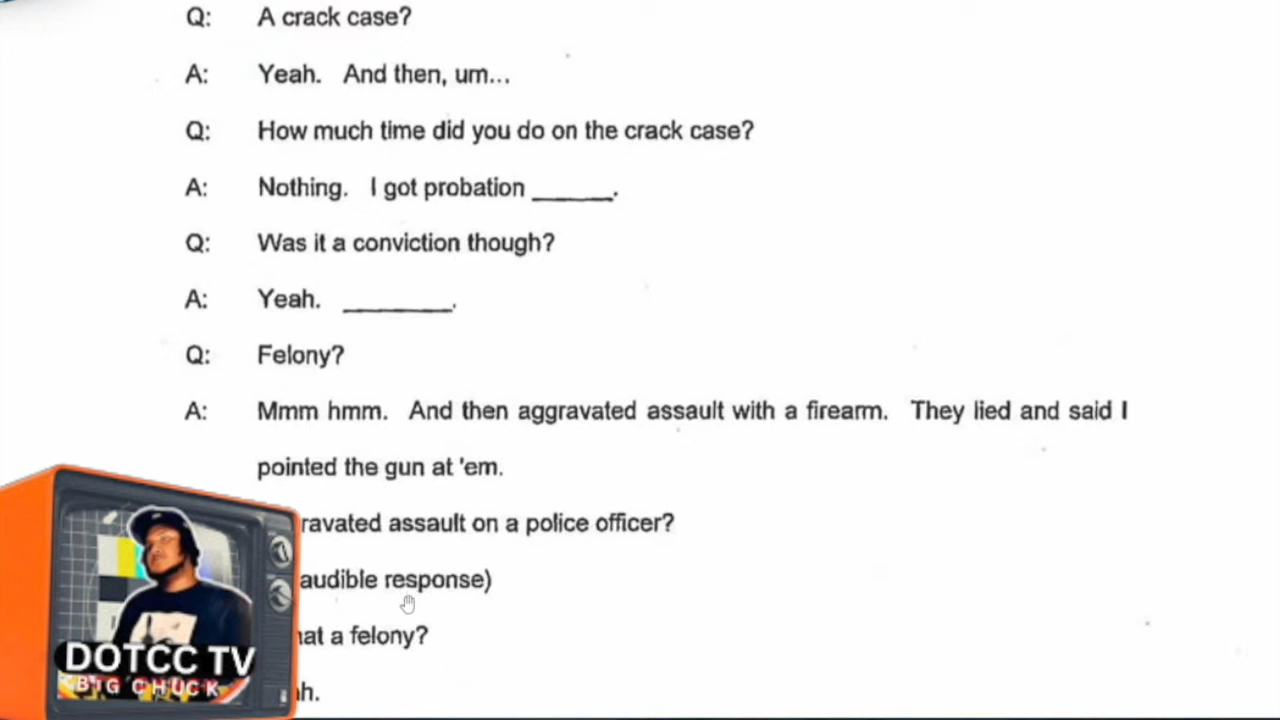 Q: A crack case?
A: Yeah. And then, um...
Q: How much time did you do on the crack case?
A: Nothing. I got probation ______.
Q: Was it a conviction though?
A: Yeah. ________.
Q: Felony?
A: Mmm hmm. And then aggravated assault with a firearm. They lied and said I
pointed the gun at 'em.
ravated assault on a police officer?
audible response)
at a felony?
h.
DOTCC TV
BIG CHUCK